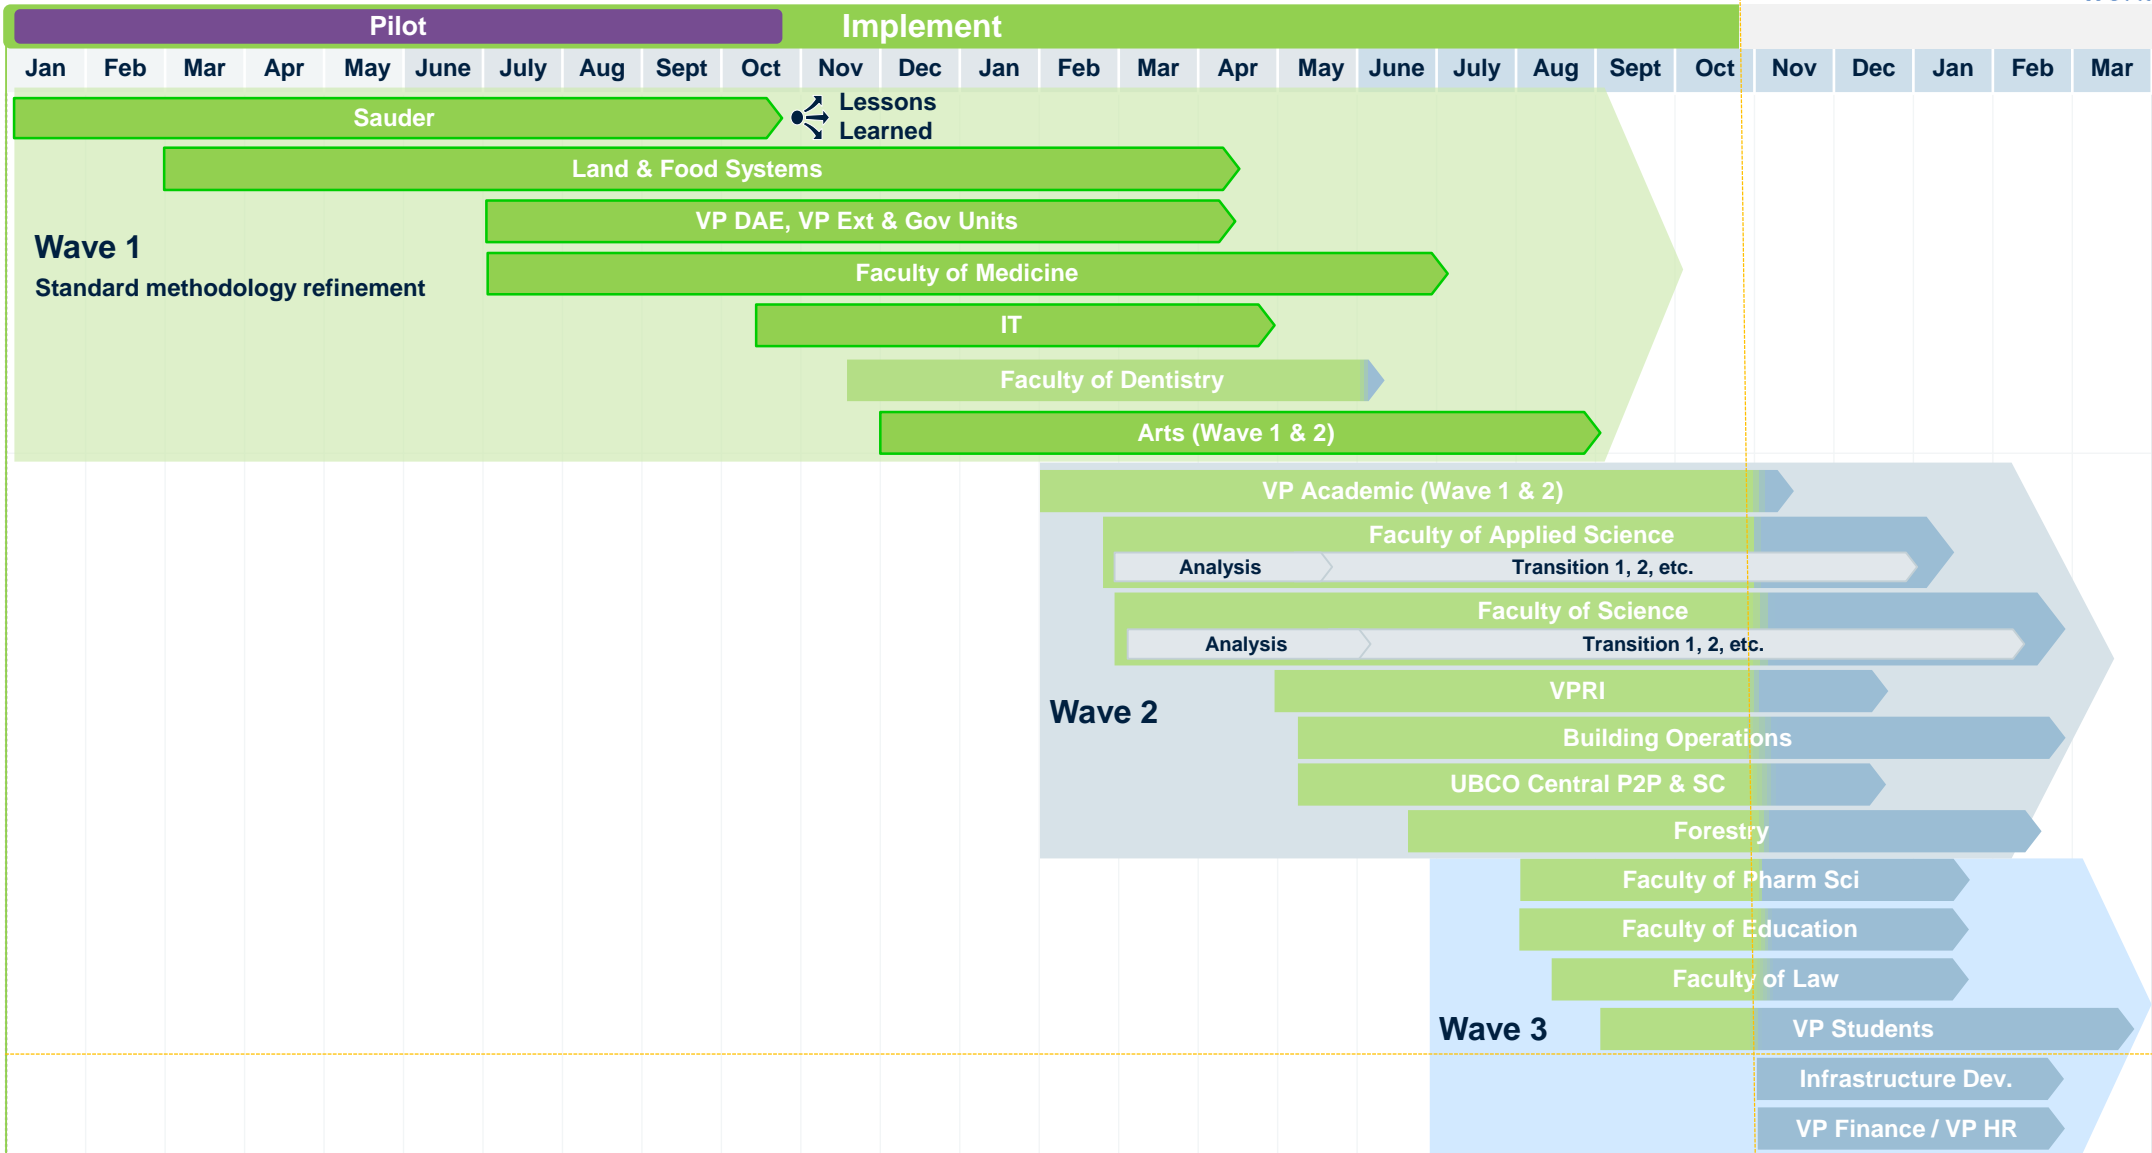 Pilot
Implement
Jan Feb Mar Apr May June July Aug Sept Oct Nov Dec Jan Feb Mar Apr May June July Aug Sept Oct Nov Dec Jan Feb Mar
Sauder
Lessons
Learned
Land & Food Systems
VP DAE, VP Ext & Gov Units
Wave 1
Standard methodology refinement
Faculty of Medicine
IT
Faculty of Dentistry
Arts (Wave 1 & 2)
VP Academic (Wave 1 & 2)
Faculty of Applied Science
Analysis
Transition 1, 2, etc.
Faculty of Science
Analysis
Transition 1, 2, etc.
VPRI
Wave 2
Building Operations
UBCO Central P2P & SC
Forestry
Faculty of Pharm Sci
Faculty of Education
Faculty of Law
Wave 3
VP Students
Infrastructure Dev.
VP Finance / VP HR